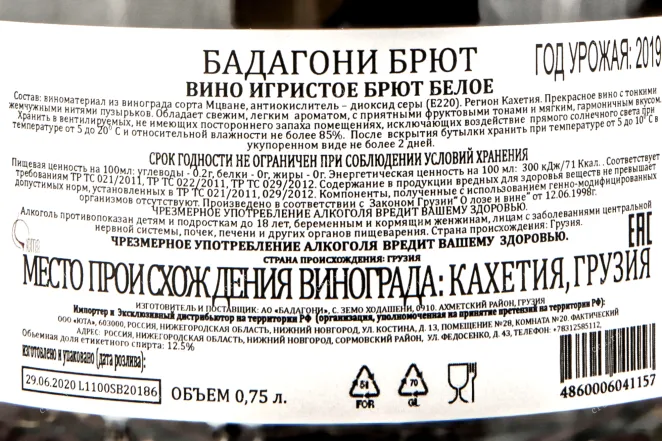 БАДАГОНИ БРЮТ
ГОД УРОЖАЯ: 2019
ВИНО ИГРИСТОЕ БРЮТ БЕЛОЕ
Состав: виноматериал из винограда сорта Мцване, антиокислитель – диоксид серы (Е220). Регион Кахетия. Прекрасное вино с тонкими
жемчужными нитями пузырьков. Обладает свежим, легким ароматом, с приятными фруктовыми тонами и мягким, гармоничным вкусом.
Хранить в вентилируемых, не имеющих постороннего запаха помещениях, исключающих воздействие прямого солнечного света при
температуре от 5 до 20° С и относительной влажности не более 85%. После вскрытия бутылки хранить при температуре от 5 до 10°С в
укупоренном виде не более 2 дней.
СРОК ГОДНОСТИ НЕ ОГРАНИЧЕН ПРИ СОБЛЮДЕНИИ УСЛОВИЙ ХРАНЕНИЯ
Пищевая ценность на 100мл: углеводы - 0.2г, белки - 0г, жиры - 0г. Энергетическая ценность на 100 мл: 300 кДж/71 Ккал. . Соответствует
требованиям ТР ТС 021/2011, ТР ТС 022/2011, ТР ТС 029/2012. Содержание в продукции вредных для здоровья веществ не превышает
допустимых норм, установленных в ТР ТС 021/2011, 029/2012. Компоненты, полученные с использованием генно-модифицированных
организмов отсутствуют. Произведено в соответствии с Законом Грузии" О лозе и вине" от 12.06.1998г.
ЧРЕЗМЕРНОЕ УПОТРЕБЛЕНИЕ АЛКОГОЛЯ ВРЕДИТ ВАШЕМУ ЗДОРОВЬЮ.
Алкоголь противопоказан детям и подросткам до 18 лет, беременным и кормящим женщинам, лицам с заболеваниями центральной
нервной системы, почек, печени и других органов пищеварения. Страна происхождения: Грузия.
ЧРЕЗМЕРНОЕ УПОТРЕБЛЕНИЕ АЛКОГОЛЯ ВРЕДИТ ВАШЕМУ ЗДОРОВЬЮ.
ЕАС
СТРАНА ПРОИСХОЖДЕНИЯ: ГРУЗИЯ
МЕСТО ПРОИСХОЖДЕНИЯ ВИНОГРАДА: КАХЕТИЯ, ГРУЗИЯ
ИЗГОТОВИТЕЛЬ И ПОСТАВЩИК: АО «БАДАГОНИ», С. ЗЕМО ХОДАШЕНИ, 0910. АХМЕТСКИЙ РАЙОН, ГРУЗИЯ
Импортер и Эксклюзивный дистрибьютор на территории РФ (организация, уполномоченная на принятие претензий на территории РФ):
ООО «ЮТА», 603000, РОССИЯ, НИЖЕГОРОДСКАЯ ОБЛАСТЬ, НИЖНИЙ НОВГОРОД, УЛ. КОСТИНА, Д. 13, ПОМЕЩЕНИЕ №2В, КОМНАТА №20. ФАКТИЧЕСКИЙ
АДРЕС: РОССИЯ, НИЖЕГОРОДСКАЯ ОБЛАСТЬ, НИЖНИЙ НОВГОРОД, СОРМОВСКИЙ РАЙОН, УЛ. ФЕДОСЕНКО, Д. 43, ТЕЛЕФОН: +78312585112,
Объемная доля этилового спирта: 12.5%
изготовлено и упаковано (дата розлива):
29.06.2020 L1100SB20186
ОБЪЕМ 0,75 л.
54
FOR
70
GL
4860006041157